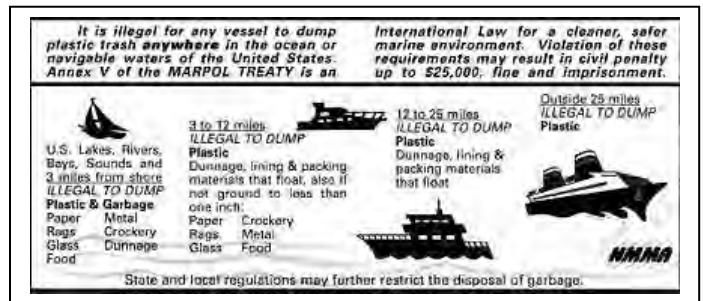 It is illegal for any vessel to dump
plastic trash anywhere in the ocean or
navigable waters of the United States.
Annex V of the MARPOL TREATY is an
International Law for a cleaner, safer
marine environment. Violation of these
requirements may result in civil penalty
up to $25,000, fine and imprisonment.
U.S. Lakes, Rivers,
Bays, Sounds and
3 miles from shore
ILLEGAL TO DUMP
Plastic & Garbage
Paper Metal
Rags Crockery
Glass Dunnage
Food
3 to 12 miles
ILLEGAL TO DUMP
Plastic
Dunnage, lining & packing
materials that float, also if
not ground to less than
one inch:
Paper Crockery
Rags Metal
Glass Food
12 to 25 miles
ILLEGAL TO DUMP
Plastic
Dunnage, lining &
packing materials
that float
Outside 25 miles
ILLEGAL TO DUMP
Plastic
NMMA
State and local regulations may further restrict the disposal of garbage.